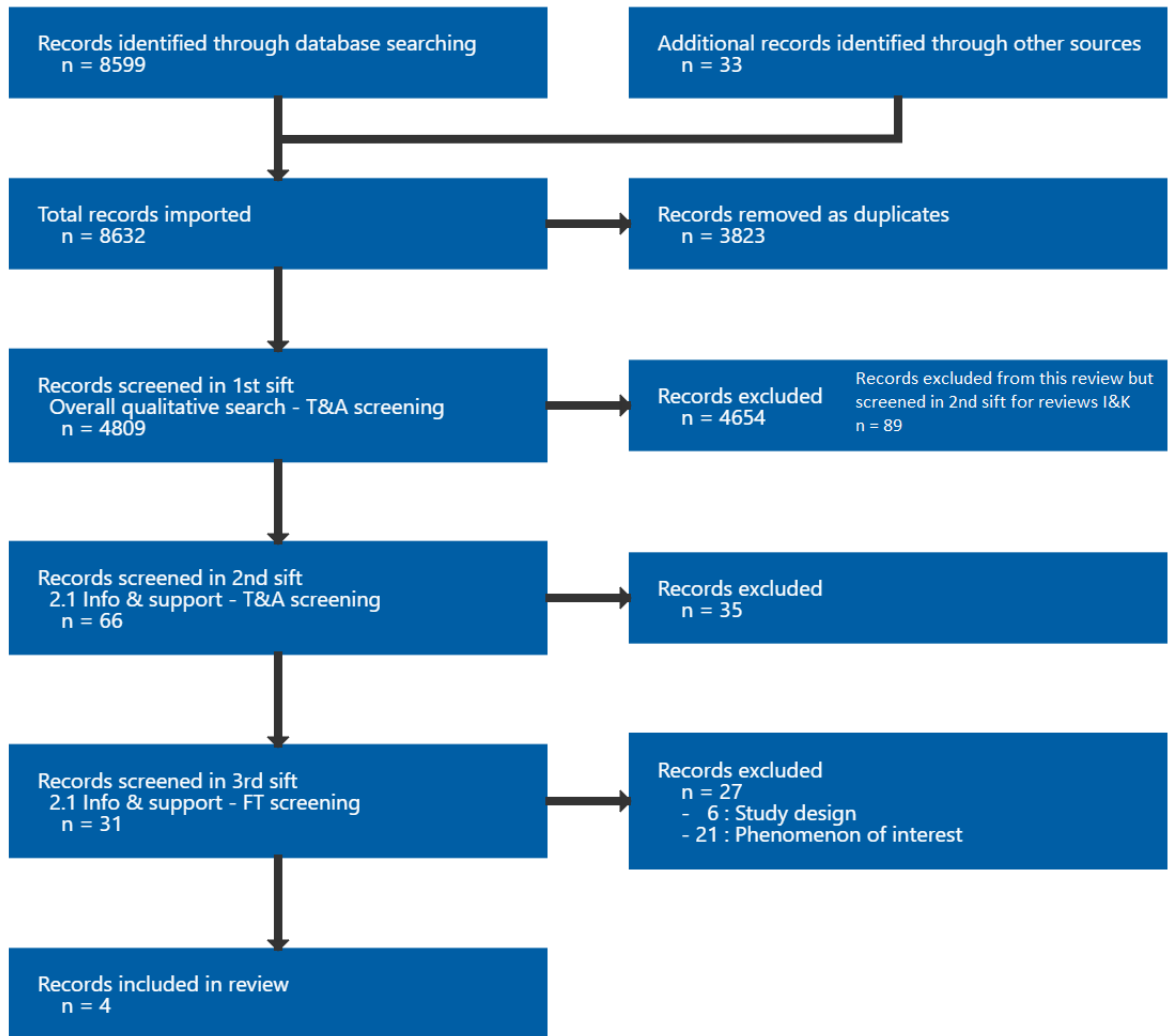 Records identified through database searching
n = 8599
Additional records identified through other sources
n = 33
Total records imported
n = 8632
Records removed as duplicates
n = 3823
Records screened in 1st sift
Overall qualitative search - T&A screening
n = 4809
Records excluded
n = 4654
Records excluded from this review but
screened in 2nd sift for reviews I&K
n = 89
Records screened in 2nd sift
2.1 Info & support - T&A screening
n = 66
Records excluded
n = 35
Records screened in 3rd sift
2.1 Info & support - FT screening
n = 31
Records excluded
n = 27
- 6 : Study design
- 21 : Phenomenon of interest
Records included in review
n = 4